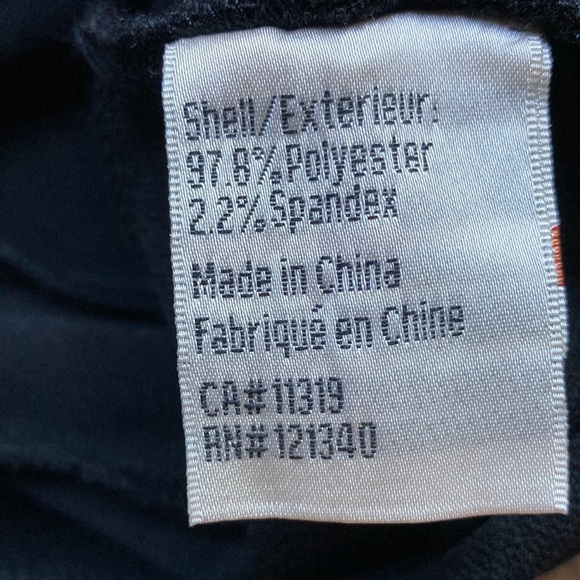 Shell/Exterieur:
97.8% Polyester
2.2% Spandex
Made in China
Fabriqué en Chine
CA# 11319
RN# 121340